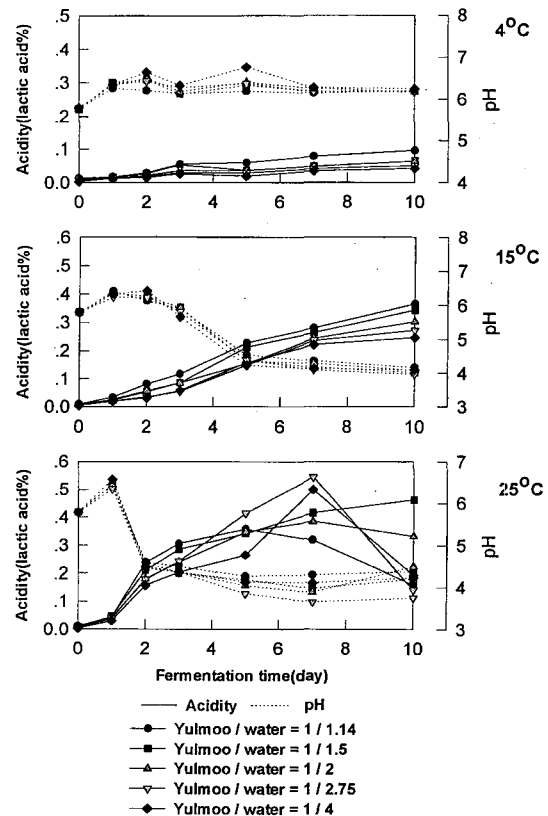 4°C
Acidity(lactic acid%)
.5
.4
.3
.2
.1
0.0
8
7
6
5
4
pH
0 2 4 6 8 10
15°C
Acidity(lactic acid%)
.6
.5
.4
.3
.2
.1
0.0
8
7
6
5
4
3
pH
0 2 4 6 8 10
25°C
Acidity(lactic acid%)
.6
.5
.4
.3
.2
.1
0
7
6
5
4
3
pH
0 2 4 6 8 10
Fermentation time(day)
Acidity pH
Yulmoo / water = 1 / 1.14
Yulmoo / water = 1 / 1.5
Yulmoo / water = 1 / 2
Yulmoo / water = 1 / 2.75
Yulmoo / water = 1 / 4